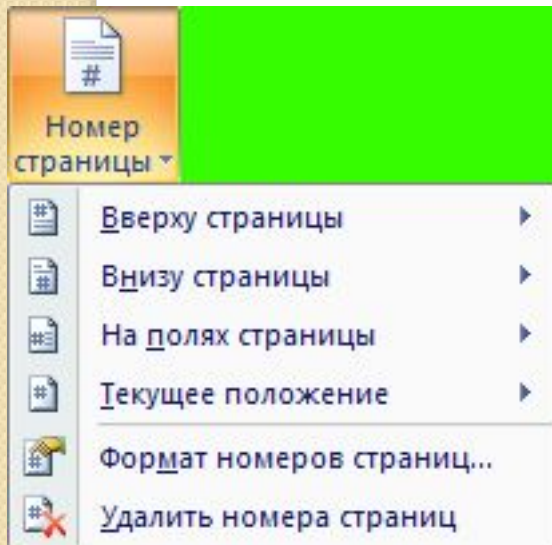 #
Номер
страницы
Вверху страницы
Внизу страницы
На полях страницы
Текущее положение
Формат номеров страниц...
Удалить номера страниц